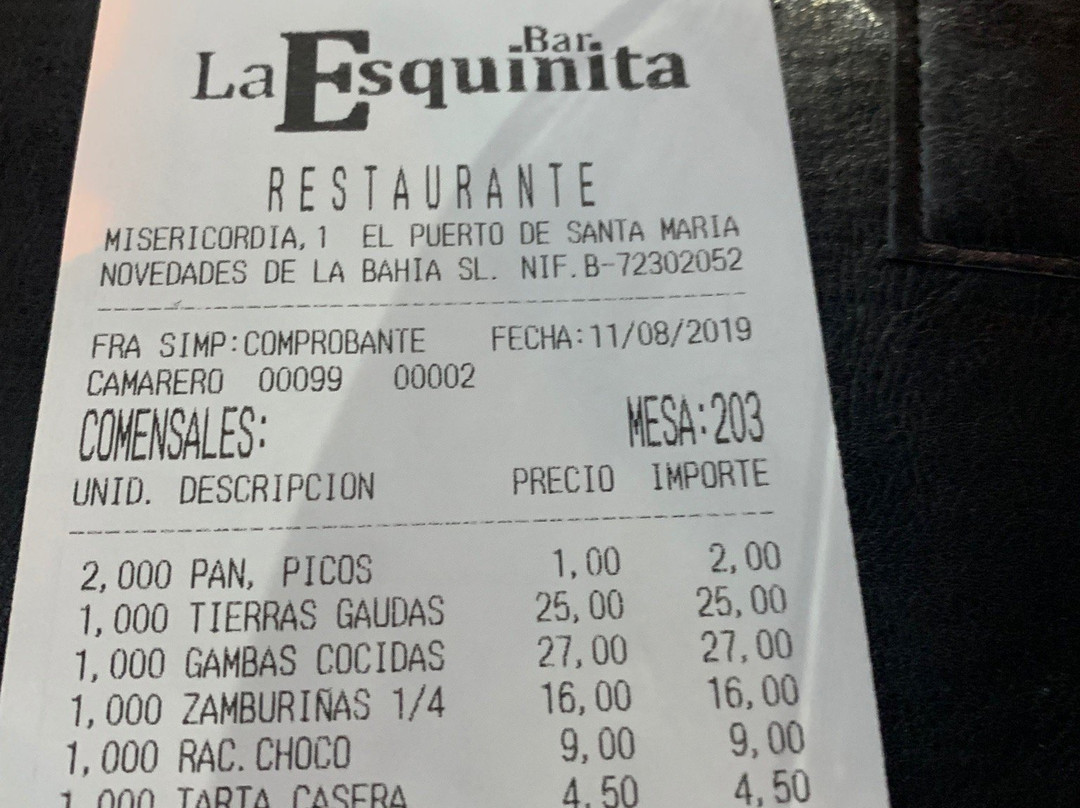 Bar
La Esquinita
RESTAURANTE
MISERICORDIA,1 EL PUERTO DE SANTA MARIA
NOVEDADES DE LA BAHIA SL. NIF.B-72302052
FRA SIMP:COMPROBANTE FECHA:11/08/2019
CAMARERO 00099 00002
COMENSALES: MESA:203
UNID. DESCRIPCION PRECIO IMPORTE
2,000 PAN, PICOS 1,00 2,00
1,000 TIERRAS GAUDAS 25,00 25,00
1,000 GAMBAS COCIDAS 27,00 27,00
1,000 ZAMBURIÑAS 1/4 16,00 16,00
1,000 RAC.CHOCO 9,00 9,00
1,000 TARTA CASERA 4,50 4,50